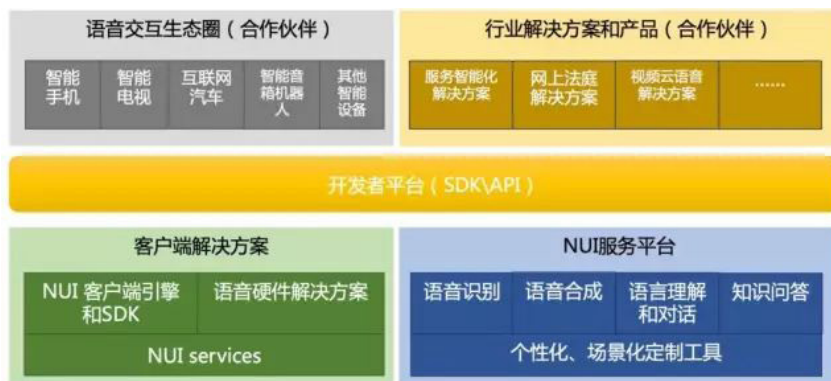 语音交互生态圈（合作伙伴）
智能
手机
智能
电视
互联网
汽车
智能音
箱机器
人
其他
智能
设备
行业解决方案和产品（合作伙伴）
服务智能化
解决方案
网上法庭
解决方案
视频云语音
解决方案
……
开发者平台（SDK\API）
客户端解决方案
NUI 客户端引擎
和SDK
语音硬件解决方案
NUI services
NUI服务平台
语音识别
语音合成
语言理解
和对话
知识问答
个性化、场景化定制工具